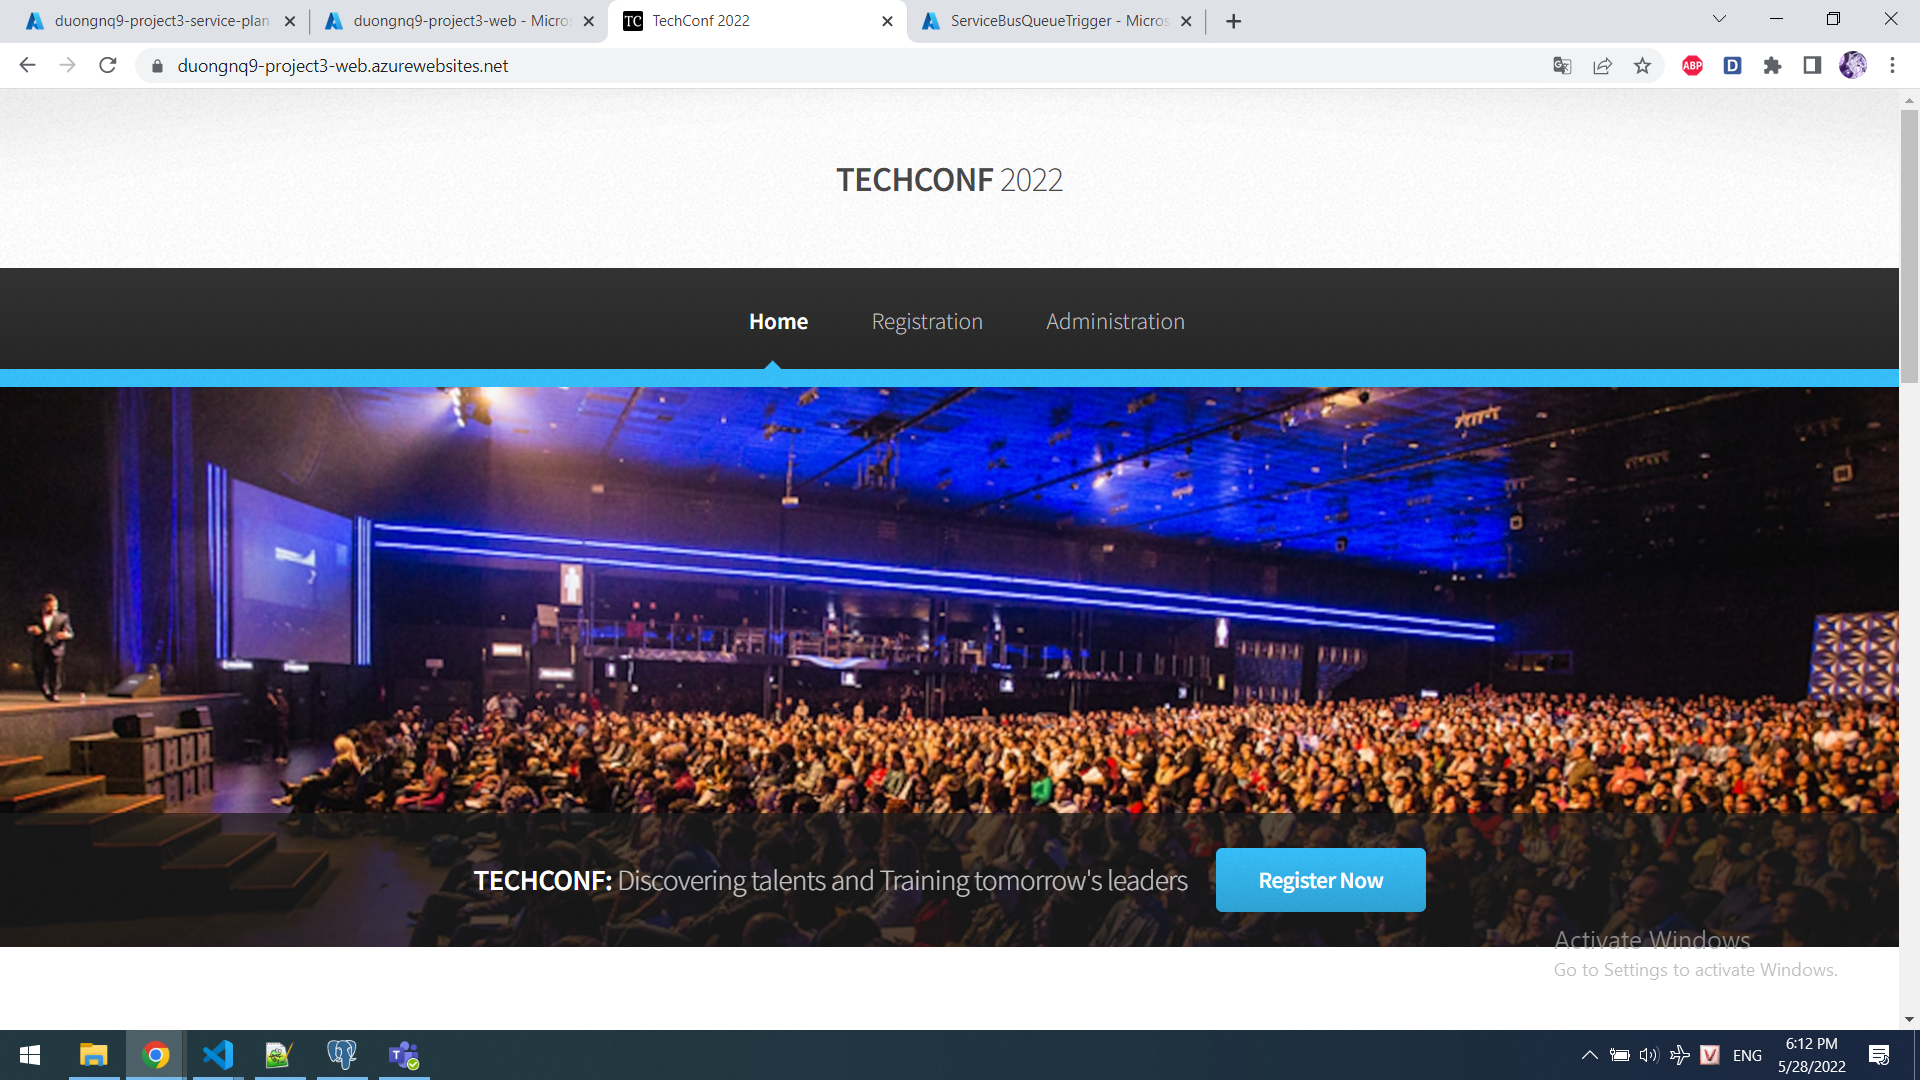 duongnq9-project3-service-plan
duongnq9-project3-web - Micros
TC TechConf 2022
ServiceBusQueueTrigger - Micros
duongnq9-project3-web.azurewebsites.net
ABP
D
TECHCONF 2022
Home
Registration
Administration
TECHCONF: Discovering talents and Training tomorrow's leaders
Register Now
Activate Windows
Go to Settings to activate Windows.
V
ENG
6:12 PM
5/28/2022